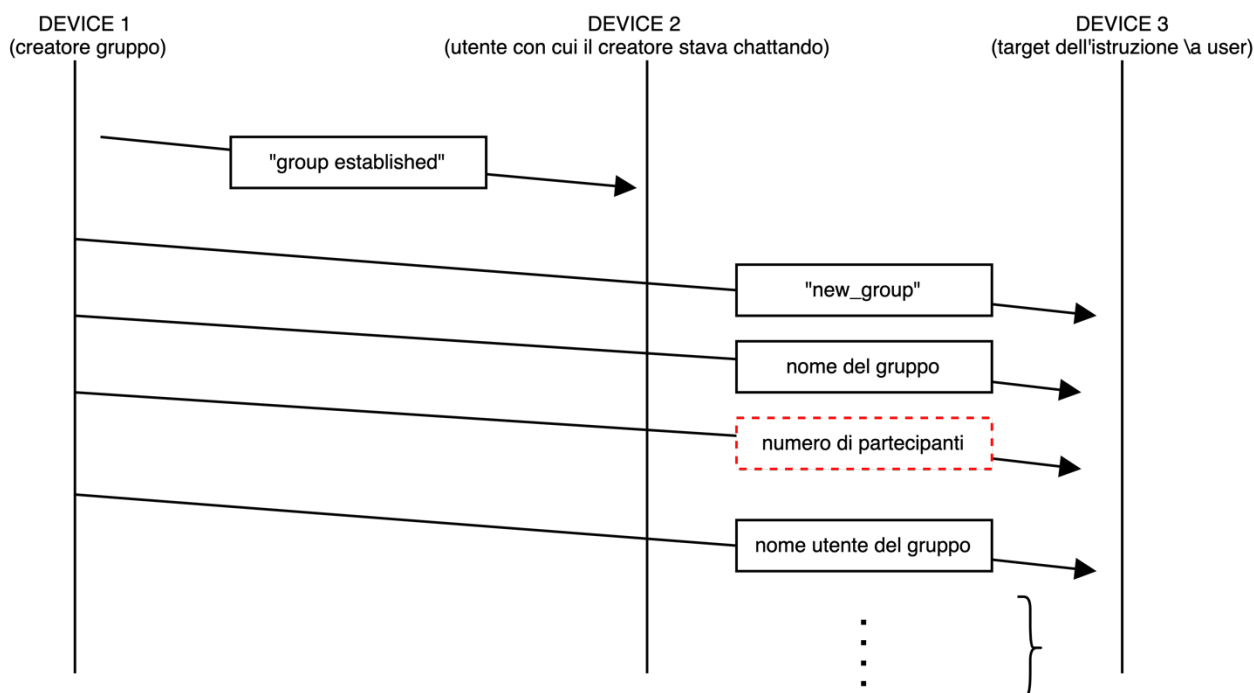 DEVICE 1
(creatore gruppo)
DEVICE 2
(utente con cui il creatore stava chattando)
DEVICE 3
(target dell'istruzione \a user)
"group established"
"new_group"
nome del gruppo
numero di partecipanti
nome utente del gruppo